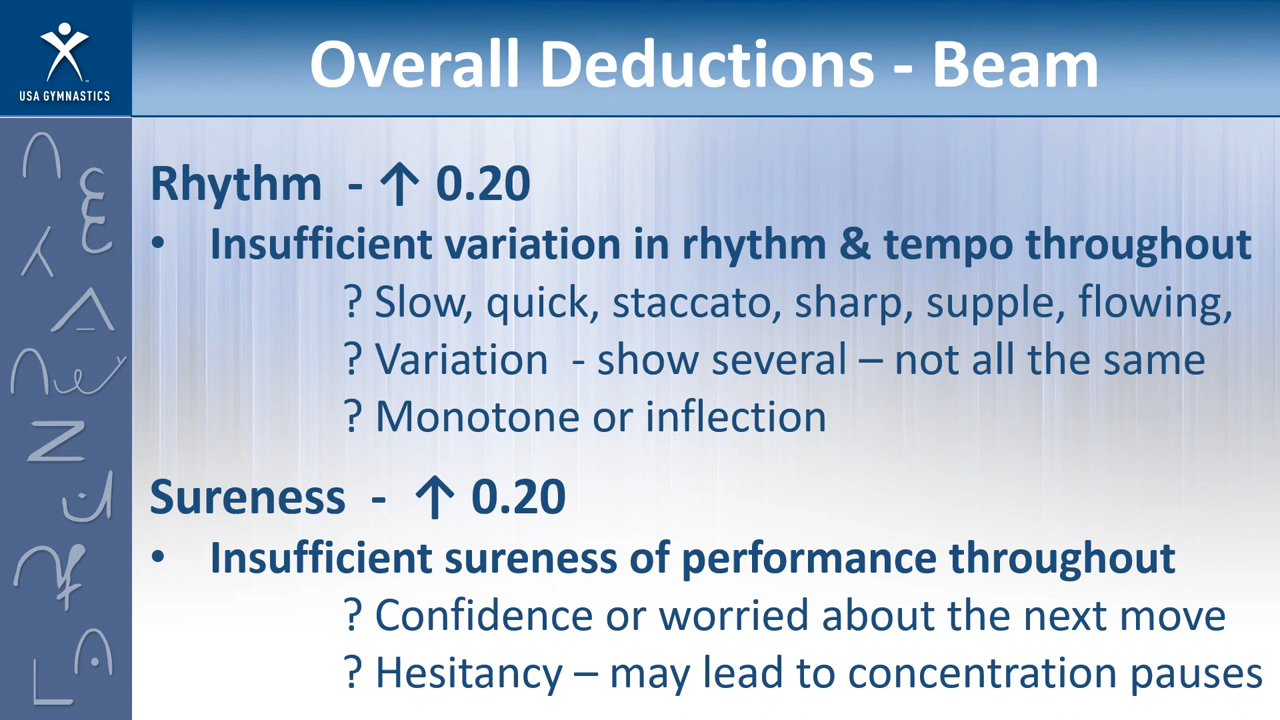 USA GYMNASTICS
Overall Deductions - Beam
Rhythm - ↑ 0.20
• Insufficient variation in rhythm & tempo throughout
? Slow, quick, staccato, sharp, supple, flowing,
? Variation - show several – not all the same
? Monotone or inflection
Sureness - ↑ 0.20
• Insufficient sureness of performance throughout
? Confidence or worried about the next move
? Hesitancy – may lead to concentration pauses